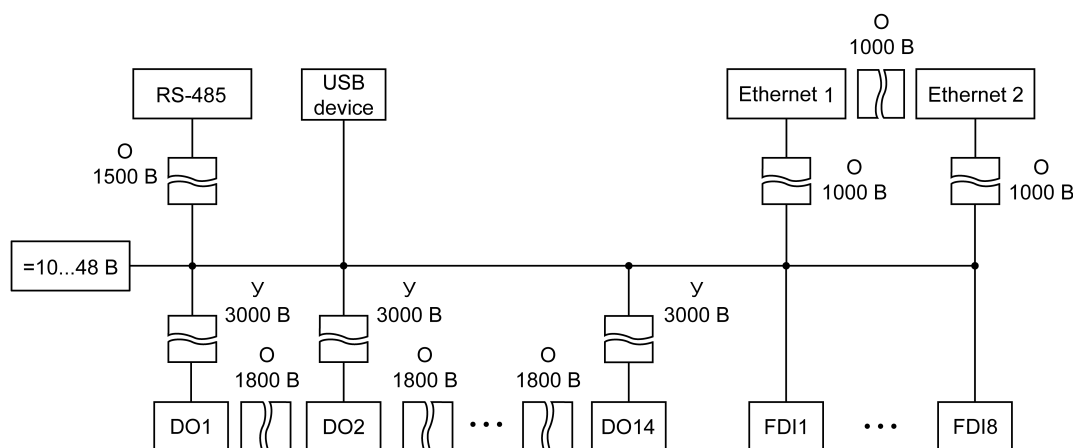 О
1000 В
RS-485
USB
device
Ethernet 1
Ethernet 2
О
1500 В
О
1000 В
О
1000 В
=10...48 В
У
3000 В
У
3000 В
У
3000 В
О
1800 В
О
1800 В
О
1800 В
DO1
DO2
...
DO14
FDI1
...
FDI8